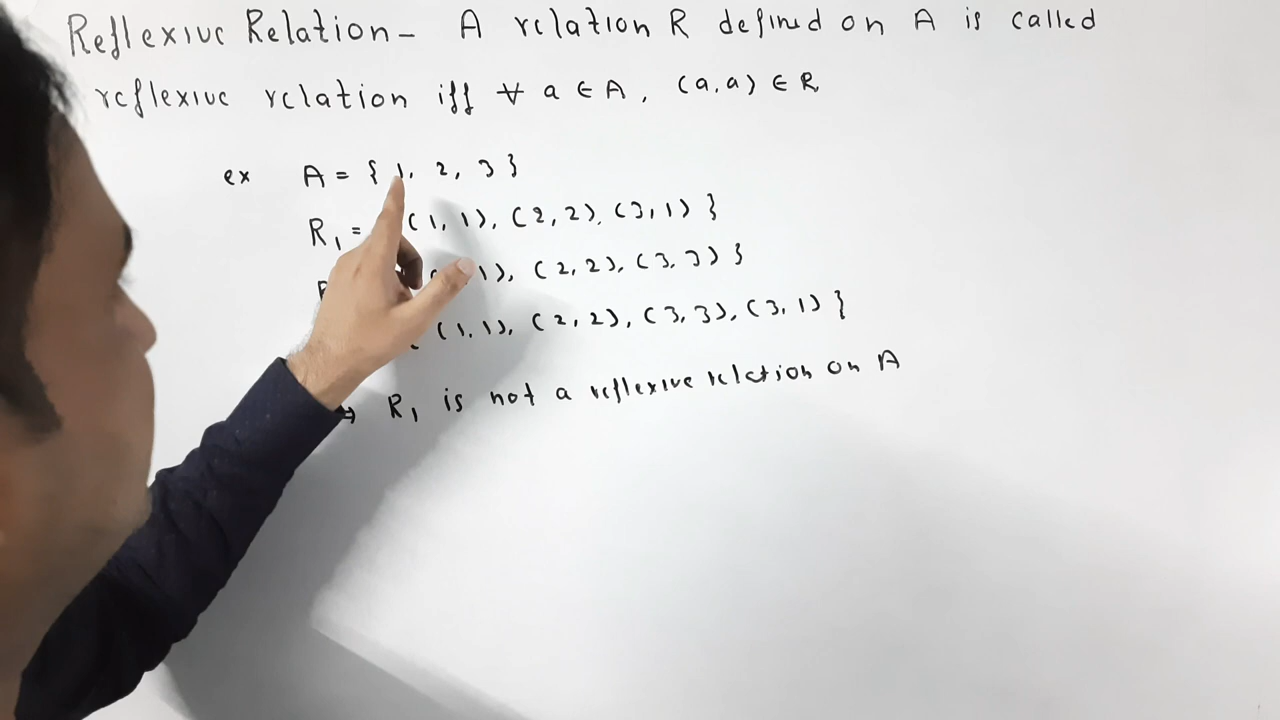 Reflexive Relation - A relation R defined on A is called
reflexive relation iff ∀ a ∈ A, (a,a) ∈ R
ex A = { 1, 2, 3 }
R₁ = (1, 1), (2, 2), (3, 1) }
1), (2, 2), (3, 3) }
{ (1, 1), (2, 2), (3, 3), (3, 1) }
⇒ R₁ is not a reflexive relation on A